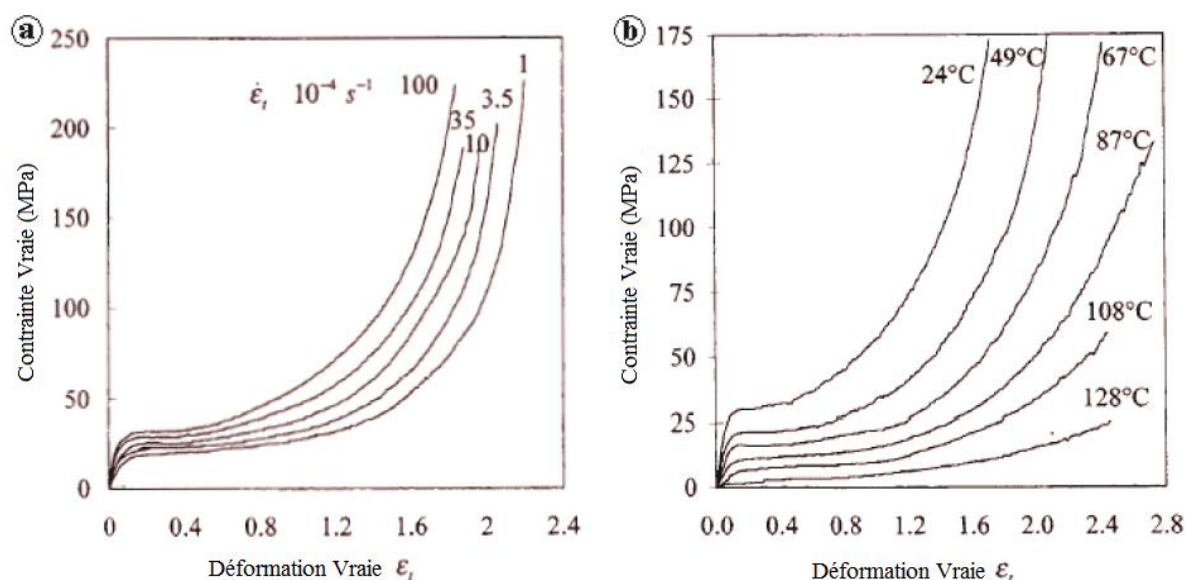 a
250
200
150
100
50
0
Contrainte Vraie (MPa)
ε̇t 10⁻⁴ s⁻¹ 100
1
3.5
35
10
0 0.4 0.8 1.2 1.6 2 2.4
Déformation Vraie εt
b
175
150
125
100
75
50
25
0
Contrainte Vraie (MPa)
24°C
49°C
67°C
87°C
108°C
128°C
0.0 0.4 0.8 1.2 1.6 2.0 2.4 2.8
Déformation Vraie εt